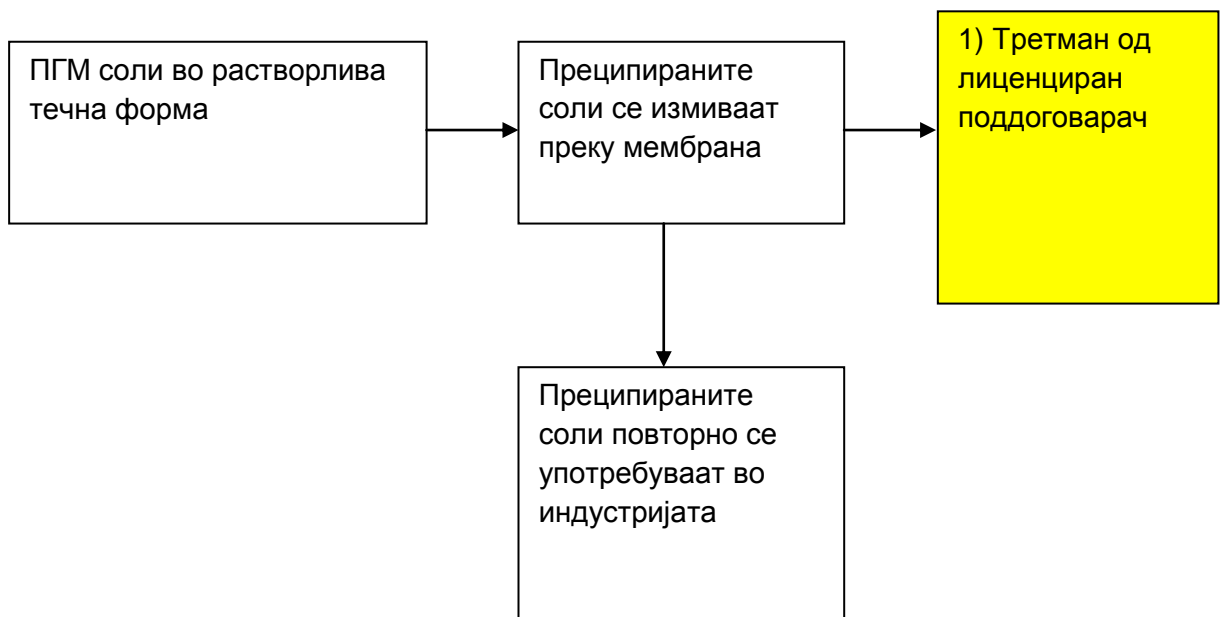 ПГМ соли во растворлива
течна форма
Преципираните
соли се измиваат
преку мембрана
1) Третман од
лиценциран
поддоговарач
Преципираните
соли повторно се
употребуваат во
индустријата